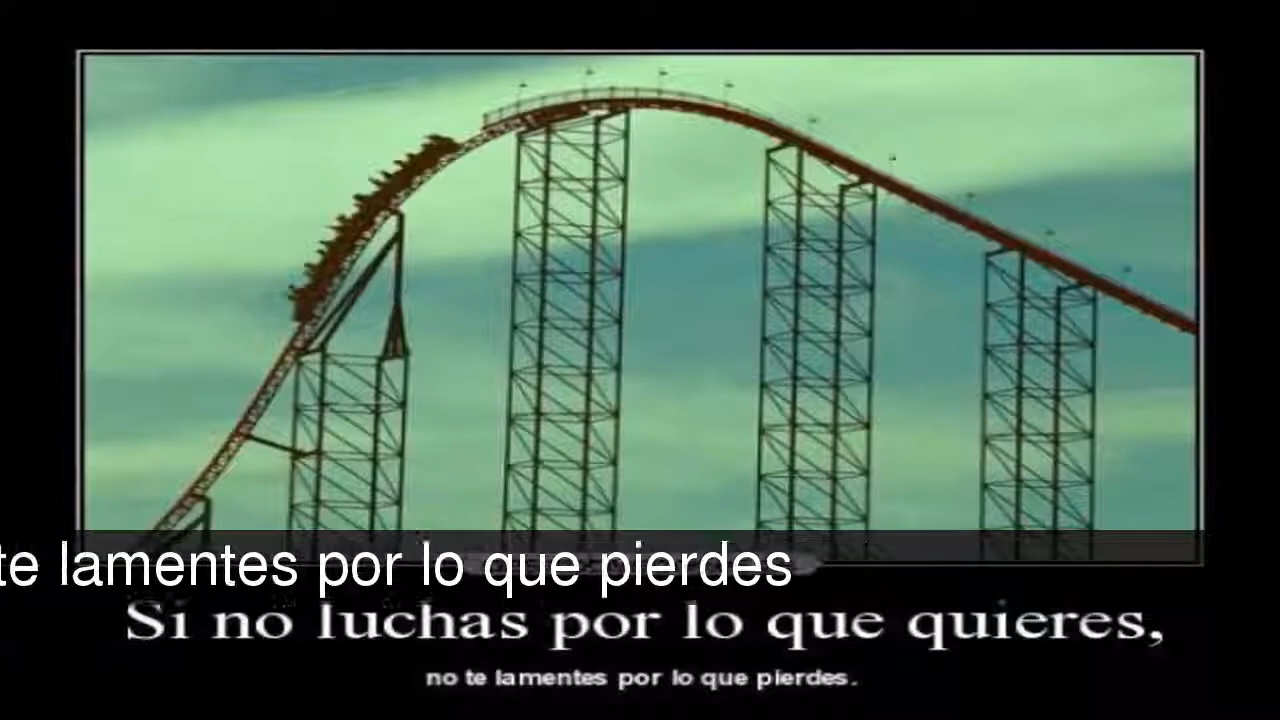 te lamentes por lo que pierdes
Si no luchas por lo que quieres,
no te lamentes por lo que pierdes.